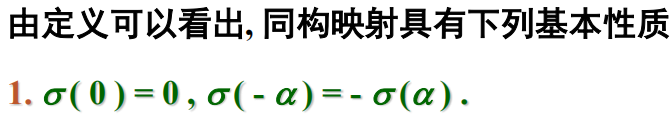 由定义可以看出, 同构映射具有下列基本性质
1. σ( 0 ) = 0 , σ( - α ) = - σ(α ) .